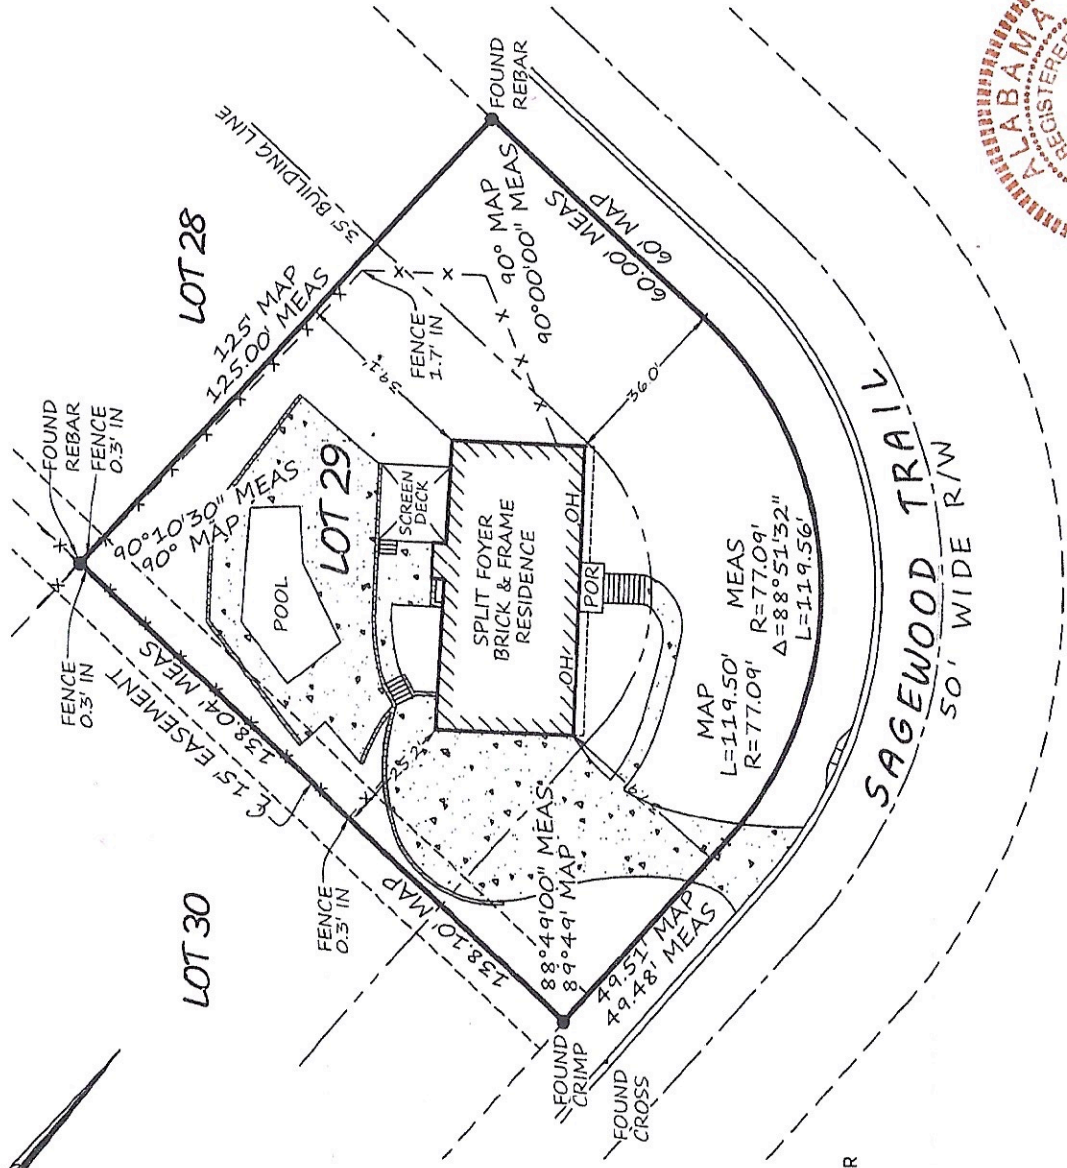 ALABAMA
REGISTERED
FOUND
REBAR
35' BUILDING LINE
LOT 28
125' MAP
125.00' MEAS
90° MAP
90°00'00" MEAS
60.00' MEAS
60' MAP
FENCE
1.7' IN
39.1'
36.0'
FOUND
REBAR
FENCE
0.3' IN
90°10'30" MEAS
90° MAP
LOT 29
SCREEN
DECK
POOL
SPLIT FOYER
BRICK & FRAME
RESIDENCE
OH
OH
POR
FENCE
0.3' IN
138.04' MEAS
138.10' MAP
℄ 15' EASEMENT
25.2'
FENCE
0.3' IN
LOT 30
88°49'00" MEAS
89°49' MAP
49.51' MAP
49.48' MEAS
MAP
L=119.50'
R=77.09'
MEAS
R=77.09'
Δ=88°51'32"
L=119.56'
SAGEWOOD TRAIL
50' WIDE R/W
FOUND
CRIMP
FOUND
CROSS
R